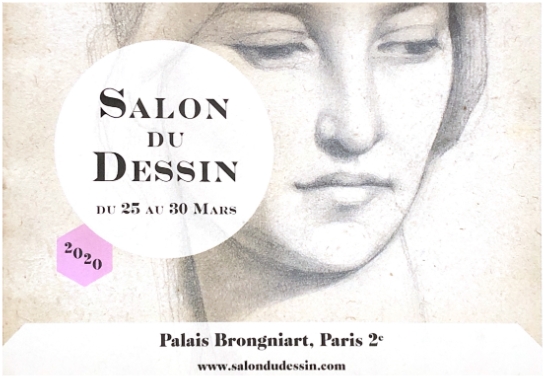 SALON
DU
DESSIN
DU 25 AU 30 MARS
2020
Palais Brongniart, Paris 2e
www.salondudessin.com